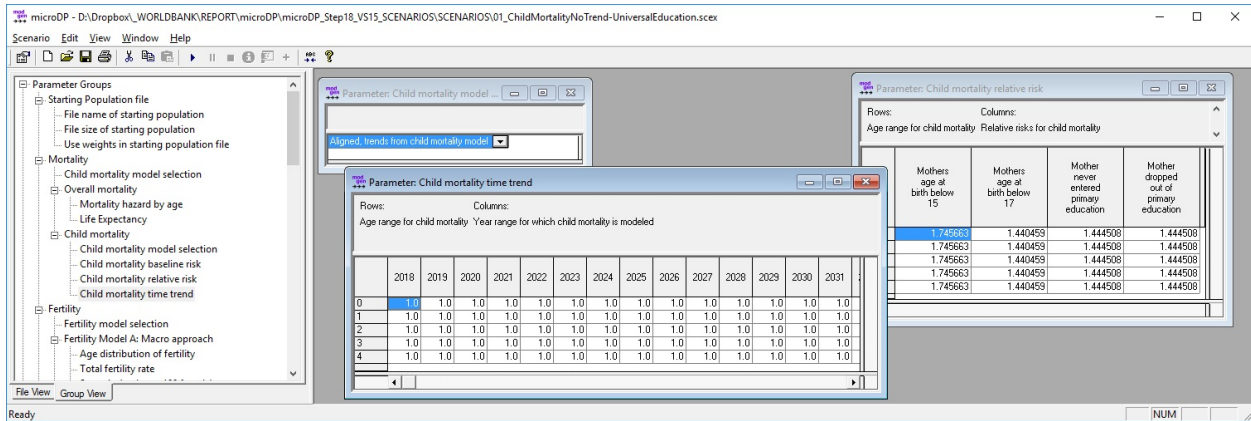 microDP - D:\Dropbox\_WORLDBANK\REPORT\microDP\microDP_Step18_VS15_SCENARIOS\SCENARIOS\01_ChildMortalityNoTrend-UniversalEducation.scex
Scenario Edit View Window Help
Parameter Groups
Starting Population file
File name of starting population
File size of starting population
Use weights in starting population file
Mortality
Child mortality model selection
Overall mortality
Mortality hazard by age
Life Expectancy
Child mortality
Child mortality model selection
Child mortality baseline risk
Child mortality relative risk
Child mortality time trend
Fertility
Fertility model selection
Fertility Model A: Macro approach
Age distribution of fertility
Total fertility rate
File View Group View
Parameter: Child mortality model ...
Aligned, trends from child mortality model
Parameter: Child mortality time trend
Rows: Columns:
Age range for child mortality Year range for which child mortality is modeled
2018 2019 2020 2021 2022 2023 2024 2025 2026 2027 2028 2029 2030 2031
0 1.0 1.0 1.0 1.0 1.0 1.0 1.0 1.0 1.0 1.0 1.0 1.0 1.0 1.0
1 1.0 1.0 1.0 1.0 1.0 1.0 1.0 1.0 1.0 1.0 1.0 1.0 1.0 1.0
2 1.0 1.0 1.0 1.0 1.0 1.0 1.0 1.0 1.0 1.0 1.0 1.0 1.0 1.0
3 1.0 1.0 1.0 1.0 1.0 1.0 1.0 1.0 1.0 1.0 1.0 1.0 1.0 1.0
4 1.0 1.0 1.0 1.0 1.0 1.0 1.0 1.0 1.0 1.0 1.0 1.0 1.0 1.0
Parameter: Child mortality relative risk
Rows: Columns:
Age range for child mortality Relative risks for child mortality
Mothers age at birth below 15
Mothers age at birth below 17
Mother never entered primary education
Mother dropped out of primary education
1.745663 1.440459 1.444508 1.444508
1.745663 1.440459 1.444508 1.444508
1.745663 1.440459 1.444508 1.444508
1.745663 1.440459 1.444508 1.444508
1.745663 1.440459 1.444508 1.444508
Ready
NUM